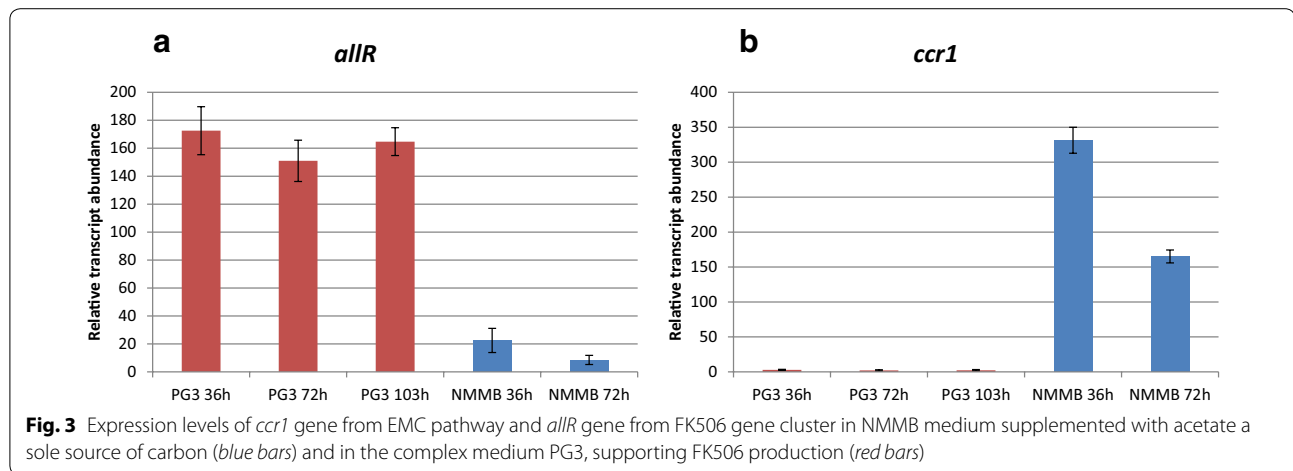 a
allR
Relative transcript abundance
200
180
160
140
120
100
80
60
40
20
0
PG3 36h PG3 72h PG3 103h NMMB 36h NMMB 72h
b
ccr1
Relative transcript abundance
400
350
300
250
200
150
100
50
0
PG3 36h PG3 72h PG3 103h NMMB 36h NMMB 72h
Fig. 3 Expression levels of ccr1 gene from EMC pathway and allR gene from FK506 gene cluster in NMMB medium supplemented with acetate a
sole source of carbon (blue bars) and in the complex medium PG3, supporting FK506 production (red bars)